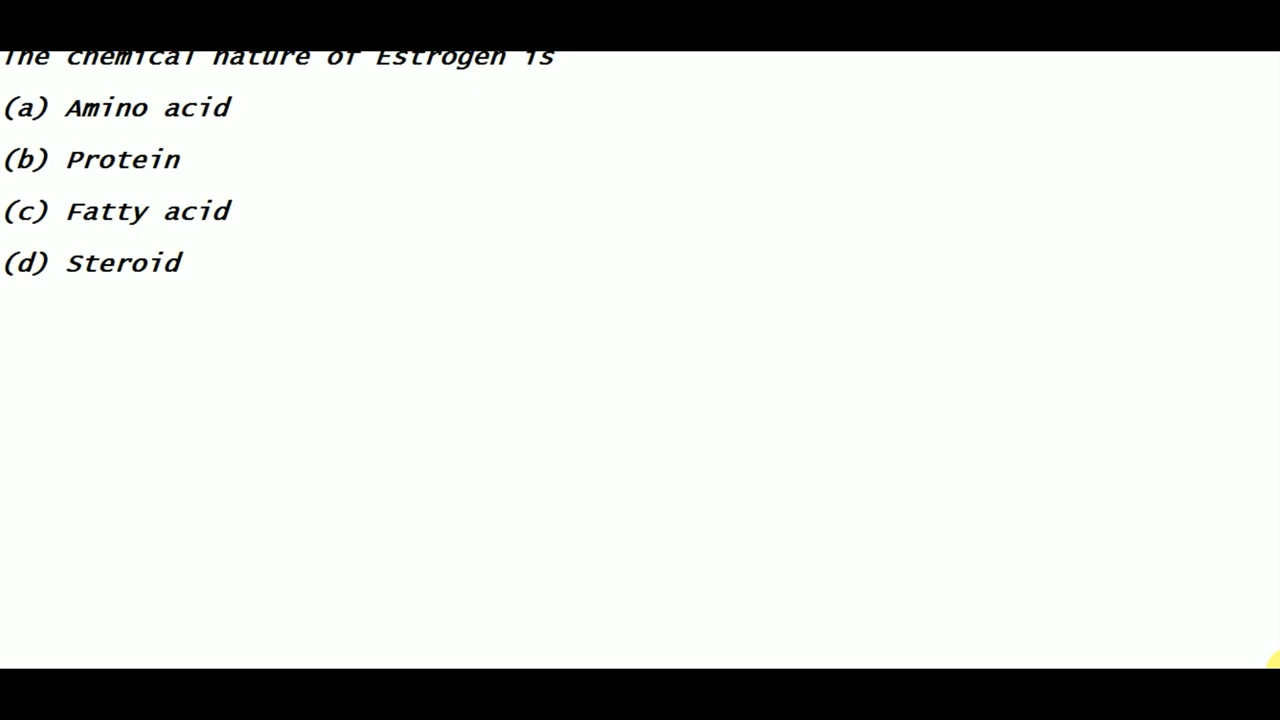 The chemical nature of Estrogen is
(a) Amino acid
(b) Protein
(c) Fatty acid
(d) Steroid